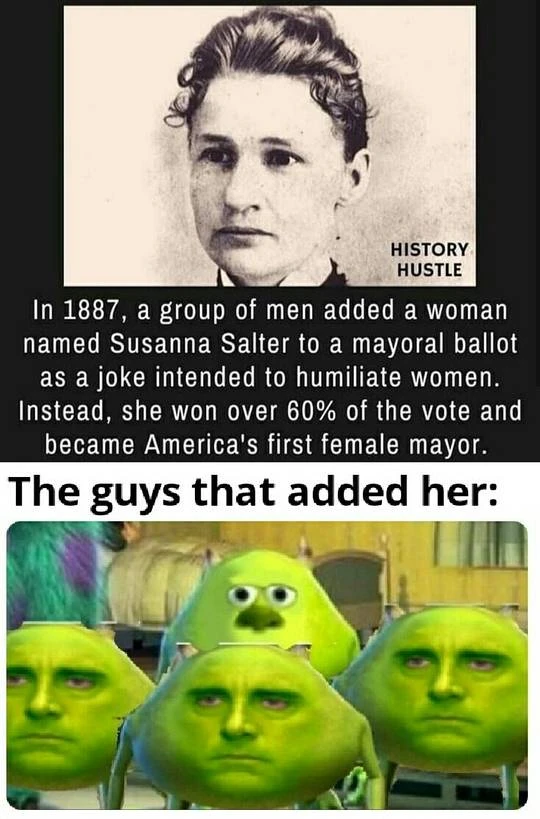 HISTORY
HUSTLE
In 1887, a group of men added a woman
named Susanna Salter to a mayoral ballot
as a joke intended to humiliate women.
Instead, she won over 60% of the vote and
became America's first female mayor.
The guys that added her: